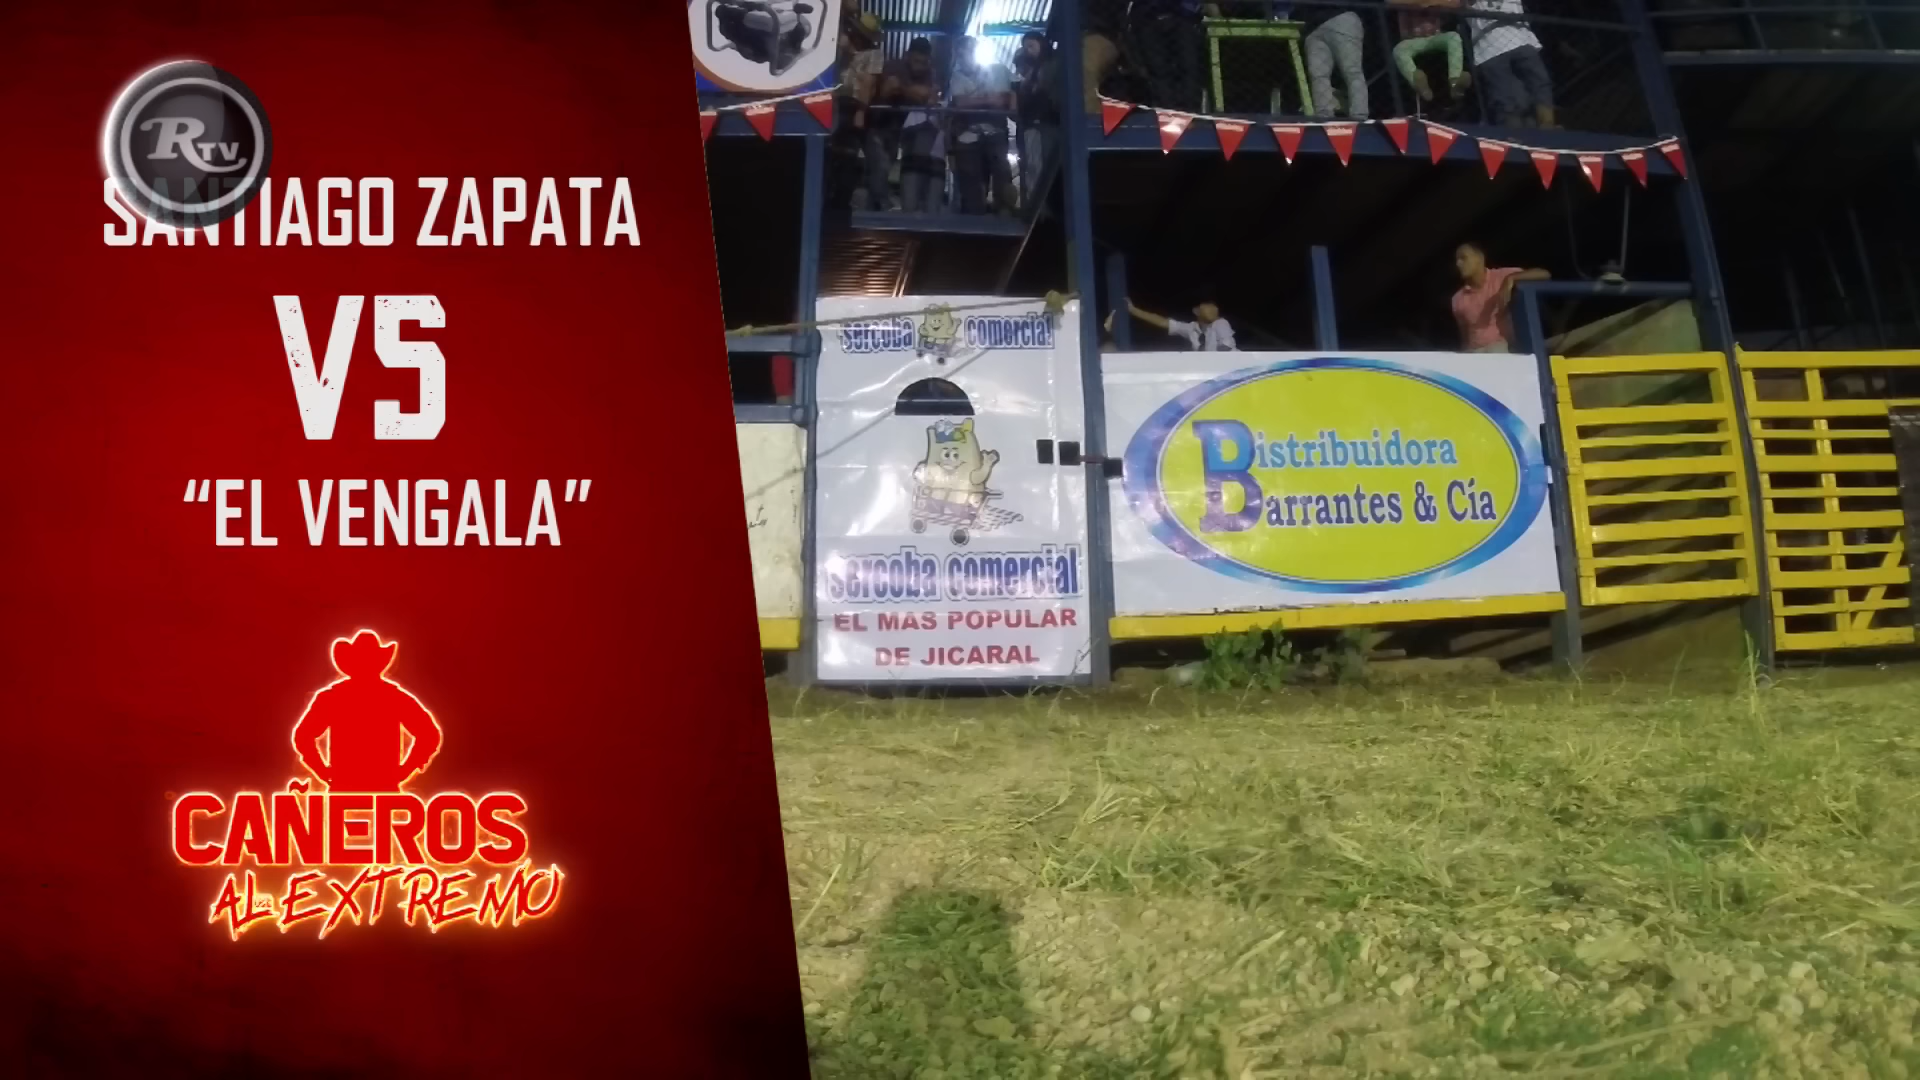 RTV
SANTIAGO ZAPATA
VS
“EL VENGALA”
CAÑEROS
AL EXTREMO
sercoba comercial
sercoba comercial
EL MAS POPULAR
DE JICARAL
Distribuidora
Barrantes & Cía